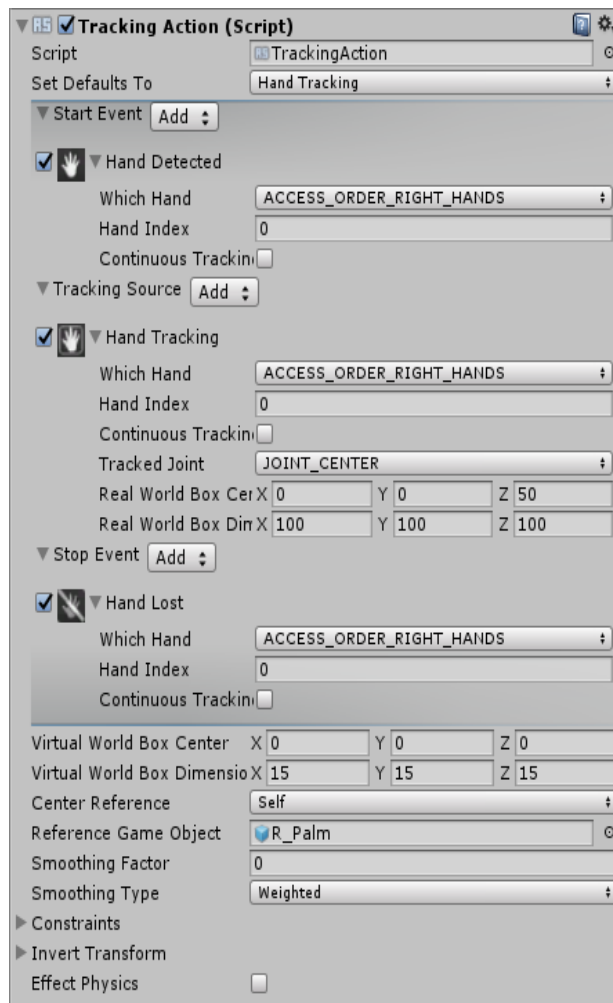 Tracking Action (Script)
Script TrackingAction
Set Defaults To Hand Tracking
Start Event Add
Hand Detected
Which Hand ACCESS_ORDER_RIGHT_HANDS
Hand Index 0
Continuous Trackin
Tracking Source Add
Hand Tracking
Which Hand ACCESS_ORDER_RIGHT_HANDS
Hand Index 0
Continuous Trackin
Tracked Joint JOINT_CENTER
Real World Box Cer X 0 Y 0 Z 50
Real World Box Din X 100 Y 100 Z 100
Stop Event Add
Hand Lost
Which Hand ACCESS_ORDER_RIGHT_HANDS
Hand Index 0
Continuous Trackin
Virtual World Box Center X 0 Y 0 Z 0
Virtual World Box Dimensio X 15 Y 15 Z 15
Center Reference Self
Reference Game Object R_Palm
Smoothing Factor 0
Smoothing Type Weighted
Constraints
Invert Transform
Effect Physics